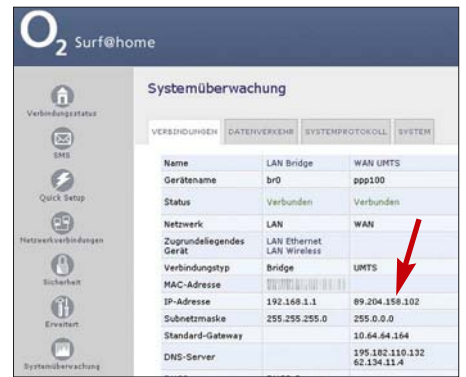 O2 Surf@home
Verbindungsstatus
SMS
Quick Setup
Netzwerkverbindungen
Sicherheit
Erweitert
Systemüberwachung
Systemüberwachung
VERBINDUNGEN DATENVERKEHR SYSTEMPROTOKOLL SYSTEM
Name LAN Bridge WAN UMTS
Gerätename br0 ppp100
Status Verbunden Verbunden
Netzwerk LAN WAN
Zugrundeliegendes Gerät LAN Ethernet LAN Wireless
Verbindungstyp Bridge UMTS
MAC-Adresse
IP-Adresse 192.168.1.1 89.204.158.102
Subnetzmaske 255.255.255.0 255.0.0.0
Standard-Gateway 10.64.64.164
DNS-Server 195.182.110.132 62.134.11.4